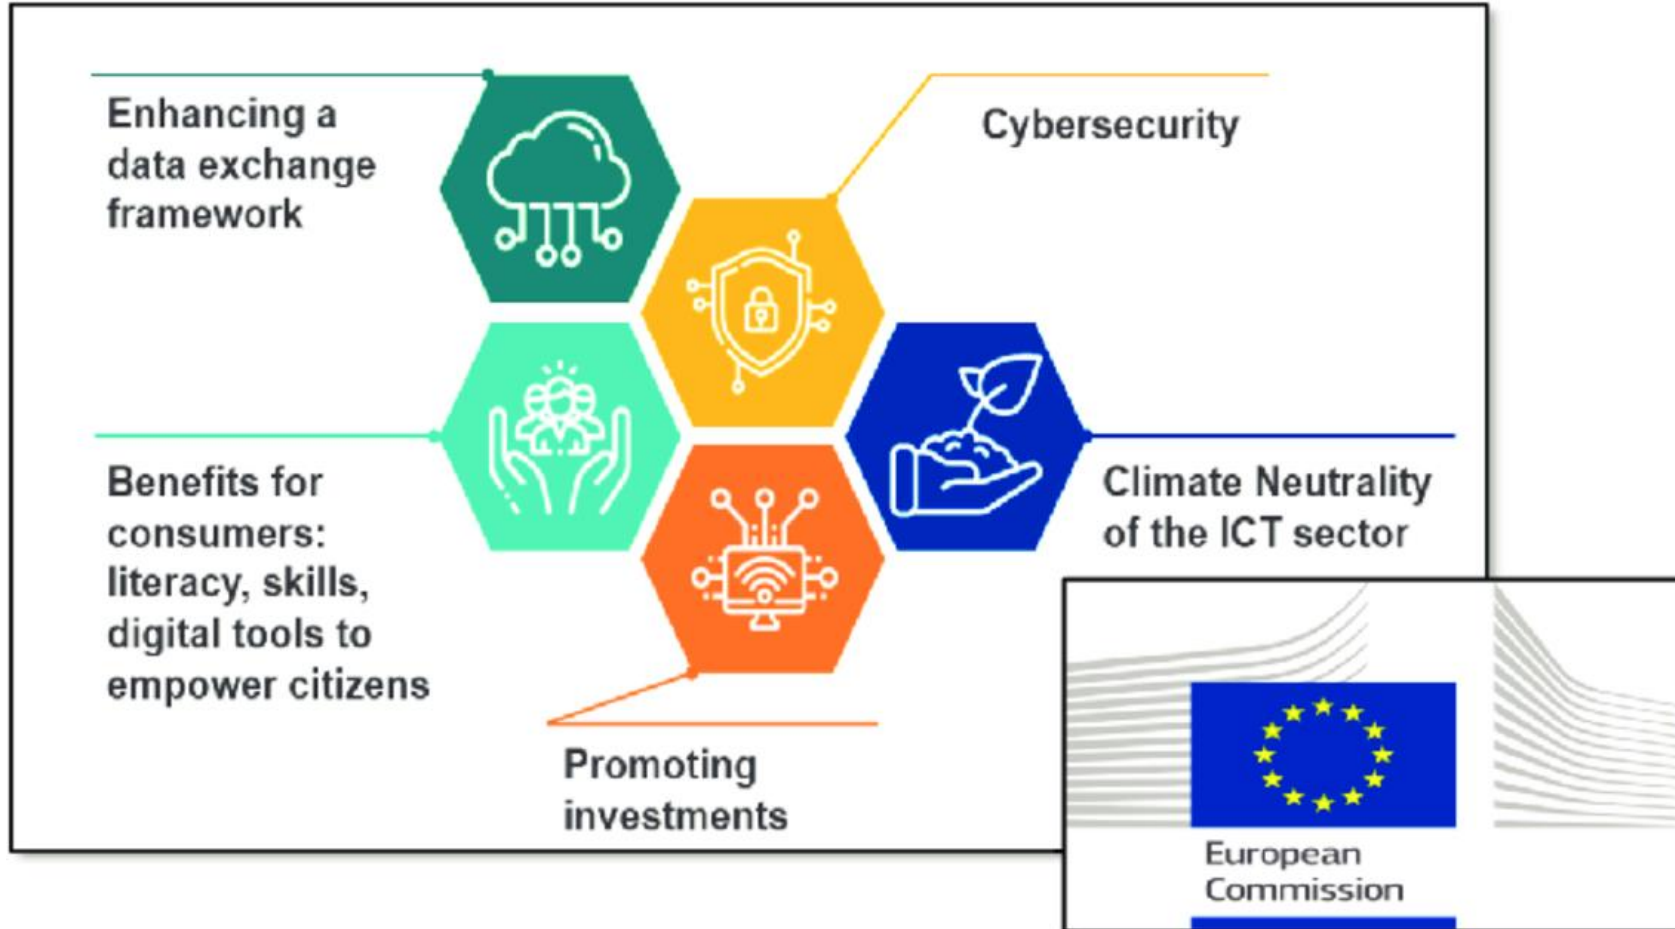 Enhancing a
data exchange
framework
Cybersecurity
Benefits for
consumers:
literacy, skills,
digital tools to
empower citizens
Climate Neutrality
of the ICT sector
Promoting
investments
European
Commission